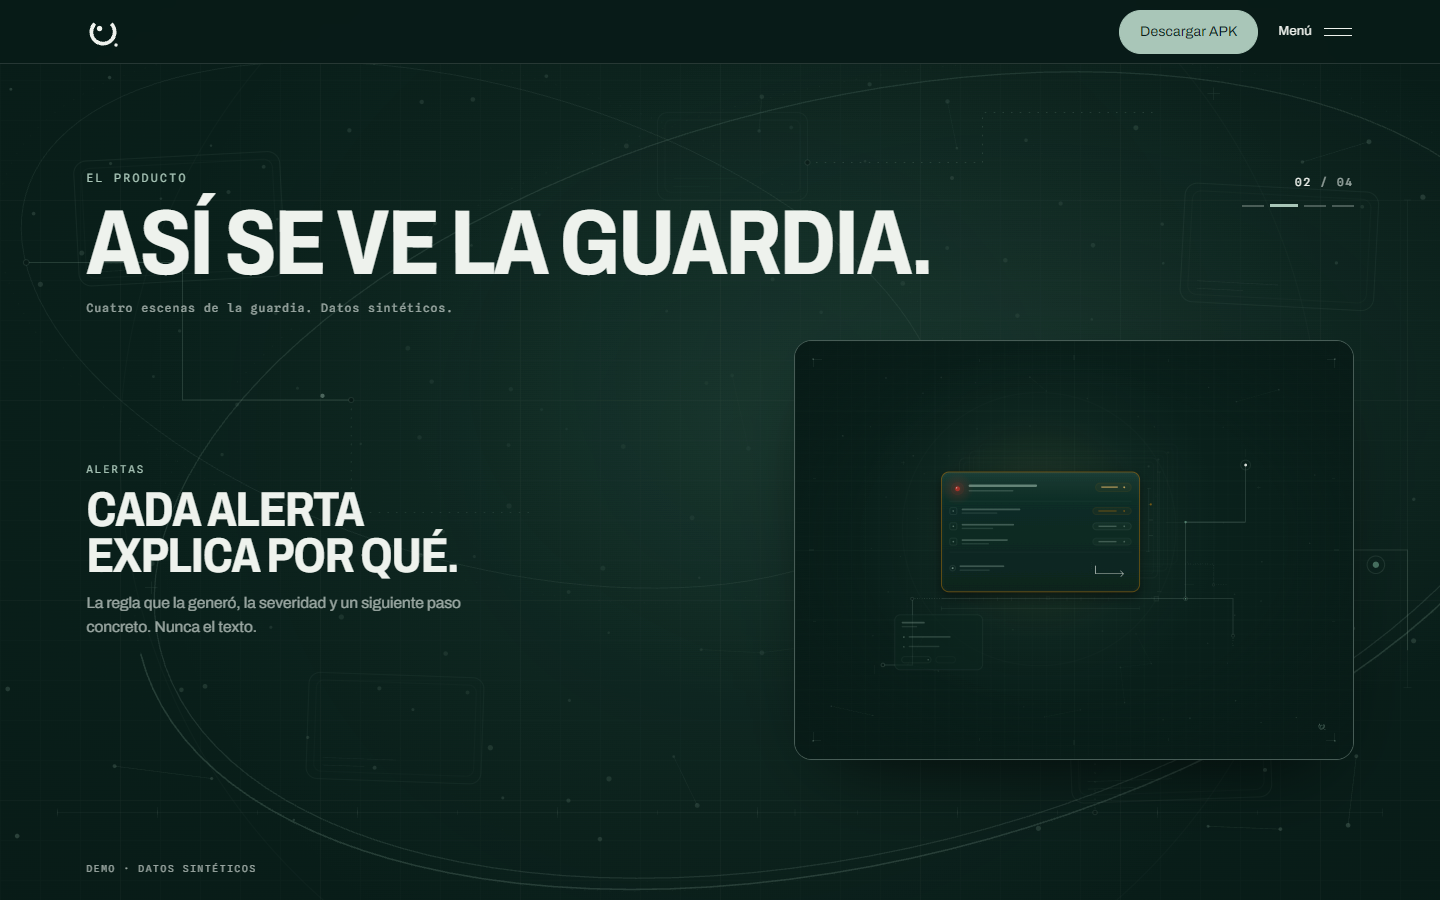 Descargar APK
Menú
EL PRODUCTO
02 / 04
ASÍ SE VE LA GUARDIA.
Cuatro escenas de la guardia. Datos sintéticos.
ALERTAS
CADA ALERTA
EXPLICA POR QUÉ.
La regla que la generó, la severidad y un siguiente paso
concreto. Nunca el texto.
DEMO · DATOS SINTÉTICOS